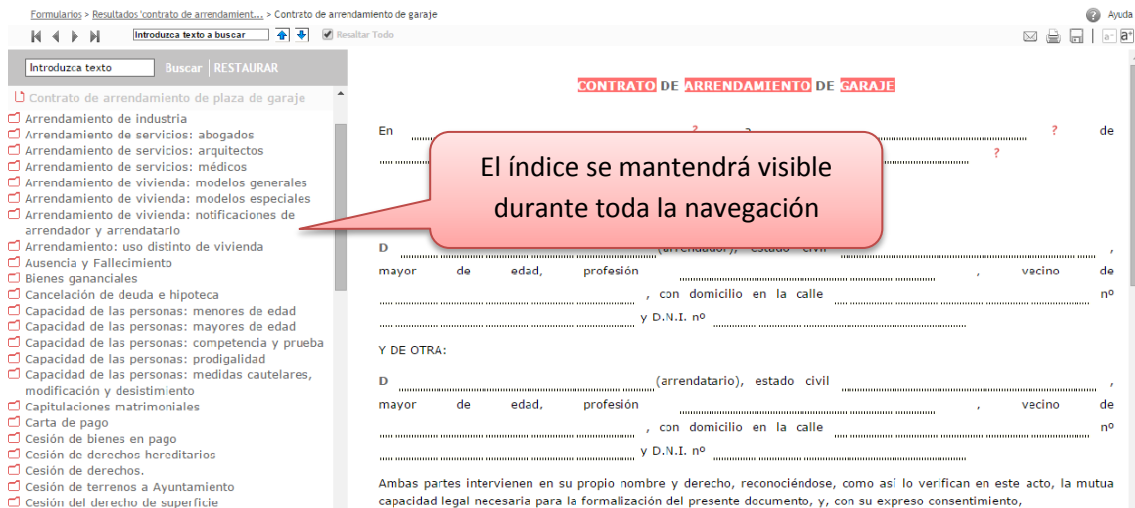 Formularios > Resultados 'contrato de arrendamient... > Contrato de arrendamiento de garaje
Ayuda
Introduzca texto a buscar
Resaltar Todo
a- a+
Introduzca texto
Buscar | RESTAURAR
Contrato de arrendamiento de plaza de garaje
Arrendamiento de industria
Arrendamiento de servicios: abogados
Arrendamiento de servicios: arquitectos
Arrendamiento de servicios: médicos
Arrendamiento de vivienda: modelos generales
Arrendamiento de vivienda: modelos especiales
Arrendamiento de vivienda: notificaciones de
arrendador y arrendatario
Arrendamiento: uso distinto de vivienda
Ausencia y Fallecimiento
Bienes gananciales
Cancelación de deuda e hipoteca
Capacidad de las personas: menores de edad
Capacidad de las personas: mayores de edad
Capacidad de las personas: competencia y prueba
Capacidad de las personas: prodigalidad
Capacidad de las personas: medidas cautelares,
modificación y desistimiento
Capitulaciones matrimoniales
Carta de pago
Cesión de bienes en pago
Cesión de derechos hereditarios
Cesión de derechos.
Cesión de terrenos a Ayuntamiento
Cesión del derecho de superficie
CONTRATO DE ARRENDAMIENTO DE GARAJE
En ? a ? de
?
El índice se mantendrá visible
durante toda la navegación
D (arrendador), estado civil ,
mayor de edad, profesión , vecino de
, con domicilio en la calle nº
y D.N.I. nº
Y DE OTRA:
D (arrendatario), estado civil ,
mayor de edad, profesión , vecino de
, con domicilio en la calle nº
y D.N.I. nº
Ambas partes intervienen en su propio nombre y derecho, reconociéndose, como así lo verifican en este acto, la mutua
capacidad legal necesaria para la formalización del presente documento, y, con su expreso consentimiento,